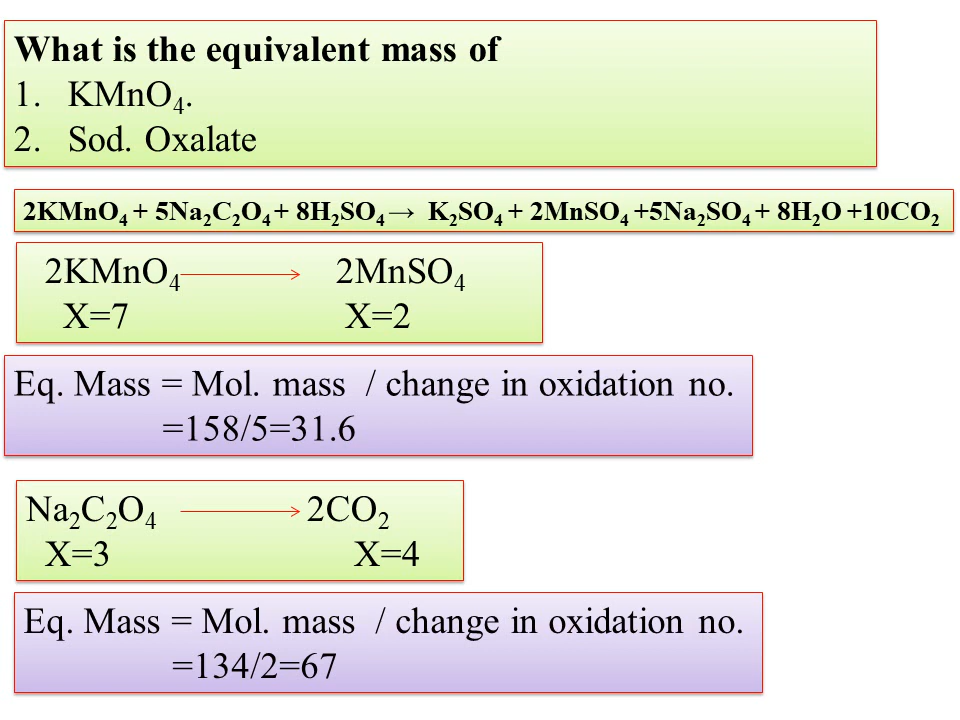 What is the equivalent mass of
1. KMnO₄.
2. Sod. Oxalate
2KMnO₄ + 5Na₂C₂O₄ + 8H₂SO₄ → K₂SO₄ + 2MnSO₄ +5Na₂SO₄ + 8H₂O +10CO₂
2KMnO₄ → 2MnSO₄
X=7 X=2
Eq. Mass = Mol. mass / change in oxidation no.
=158/5=31.6
Na₂C₂O₄ → 2CO₂
X=3 X=4
Eq. Mass = Mol. mass / change in oxidation no.
=134/2=67